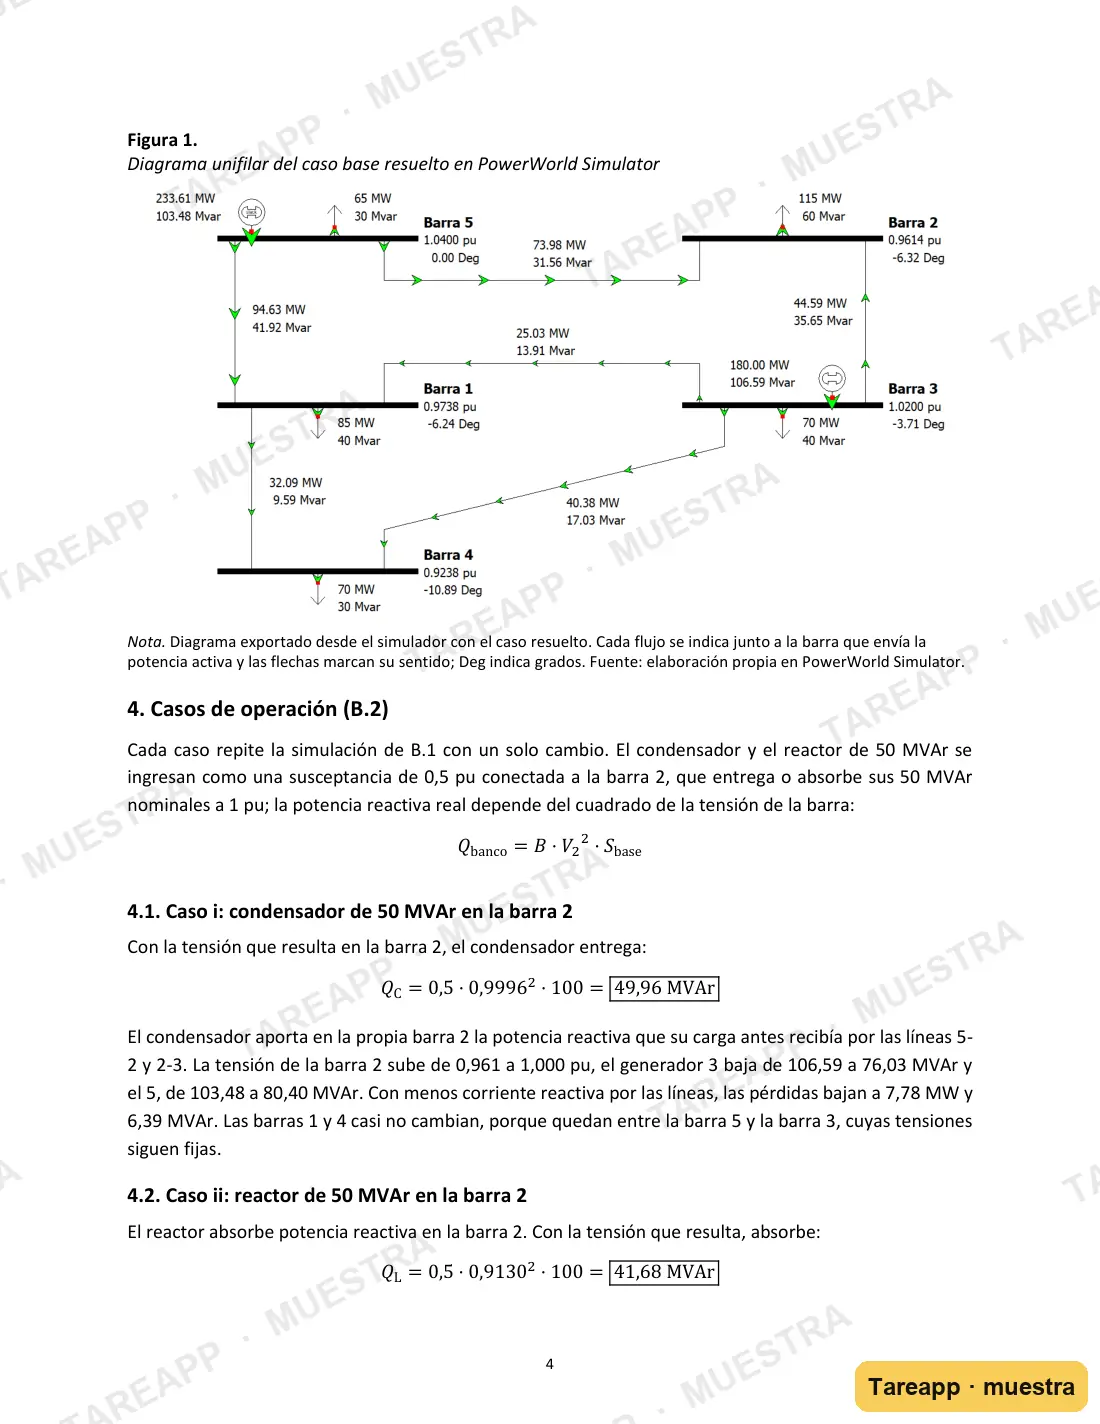 Figura 1.
Diagrama unifilar del caso base resuelto en PowerWorld Simulator
233.61 MW
103.48 Mvar
65 MW
30 Mvar
Barra 5
1.0400 pu
0.00 Deg
73.98 MW
31.56 Mvar
115 MW
60 Mvar
Barra 2
0.9614 pu
-6.32 Deg
94.63 MW
41.92 Mvar
44.59 MW
35.65 Mvar
25.03 MW
13.91 Mvar
180.00 MW
106.59 Mvar
Barra 1
0.9738 pu
-6.24 Deg
85 MW
40 Mvar
Barra 3
1.0200 pu
-3.71 Deg
70 MW
40 Mvar
32.09 MW
9.59 Mvar
40.38 MW
17.03 Mvar
Barra 4
0.9238 pu
-10.89 Deg
70 MW
30 Mvar
Nota. Diagrama exportado desde el simulador con el caso resuelto. Cada flujo se indica junto a la barra que envía la
potencia activa y las flechas marcan su sentido; Deg indica grados. Fuente: elaboración propia en PowerWorld Simulator.
4. Casos de operación (B.2)
Cada caso repite la simulación de B.1 con un solo cambio. El condensador y el reactor de 50 MVAr se
ingresan como una susceptancia de 0,5 pu conectada a la barra 2, que entrega o absorbe sus 50 MVAr
nominales a 1 pu; la potencia reactiva real depende del cuadrado de la tensión de la barra:
Q_banco = B · V₂² · S_base
4.1. Caso i: condensador de 50 MVAr en la barra 2
Con la tensión que resulta en la barra 2, el condensador entrega:
Q_C = 0,5 · 0,9996² · 100 = 49,96 MVAr
El condensador aporta en la propia barra 2 la potencia reactiva que su carga antes recibía por las líneas 5-
2 y 2-3. La tensión de la barra 2 sube de 0,961 a 1,000 pu, el generador 3 baja de 106,59 a 76,03 MVAr y
el 5, de 103,48 a 80,40 MVAr. Con menos corriente reactiva por las líneas, las pérdidas bajan a 7,78 MW y
6,39 MVAr. Las barras 1 y 4 casi no cambian, porque quedan entre la barra 5 y la barra 3, cuyas tensiones
siguen fijas.
4.2. Caso ii: reactor de 50 MVAr en la barra 2
El reactor absorbe potencia reactiva en la barra 2. Con la tensión que resulta, absorbe:
Q_L = 0,5 · 0,9130² · 100 = 41,68 MVAr
4
Tareapp · muestra
TAREAPP · MUESTRA